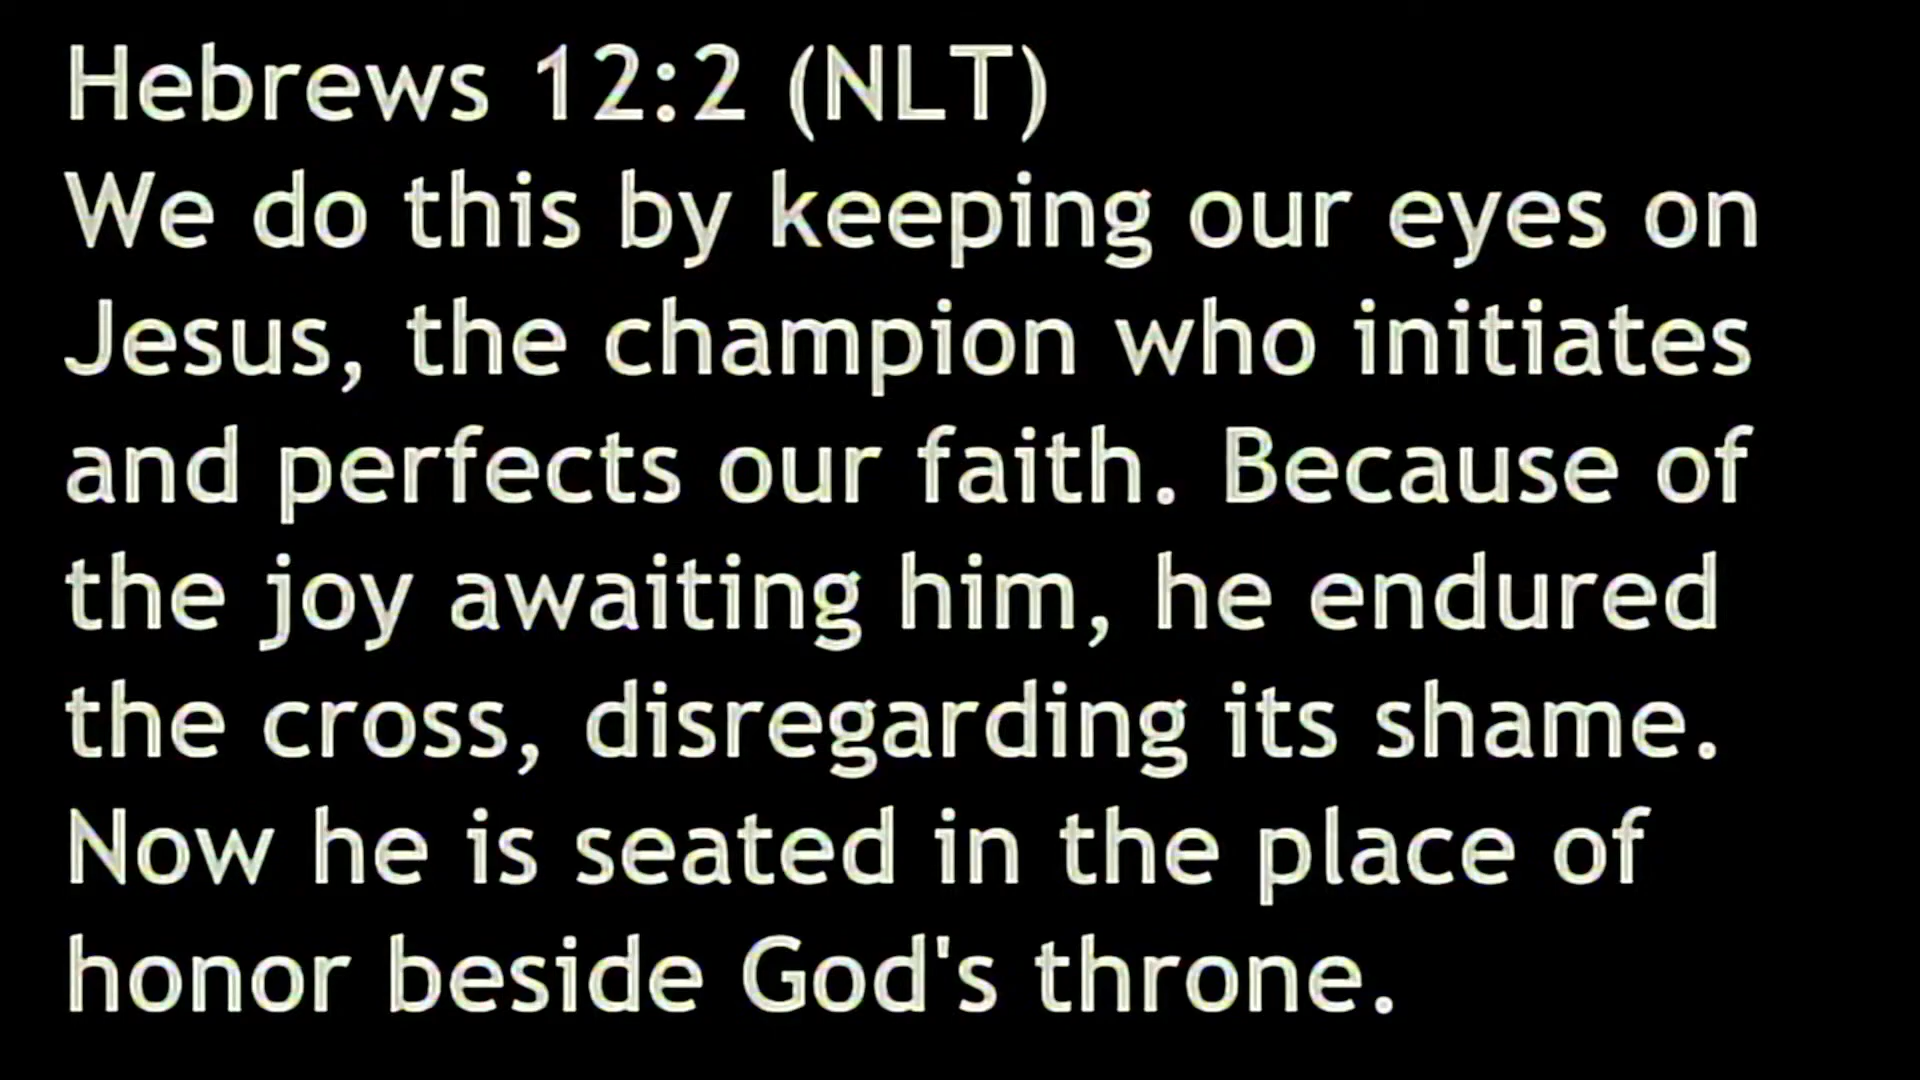 Hebrews 12:2 (NLT)
We do this by keeping our eyes on
Jesus, the champion who initiates
and perfects our faith. Because of
the joy awaiting him, he endured
the cross, disregarding its shame.
Now he is seated in the place of
honor beside God's throne.